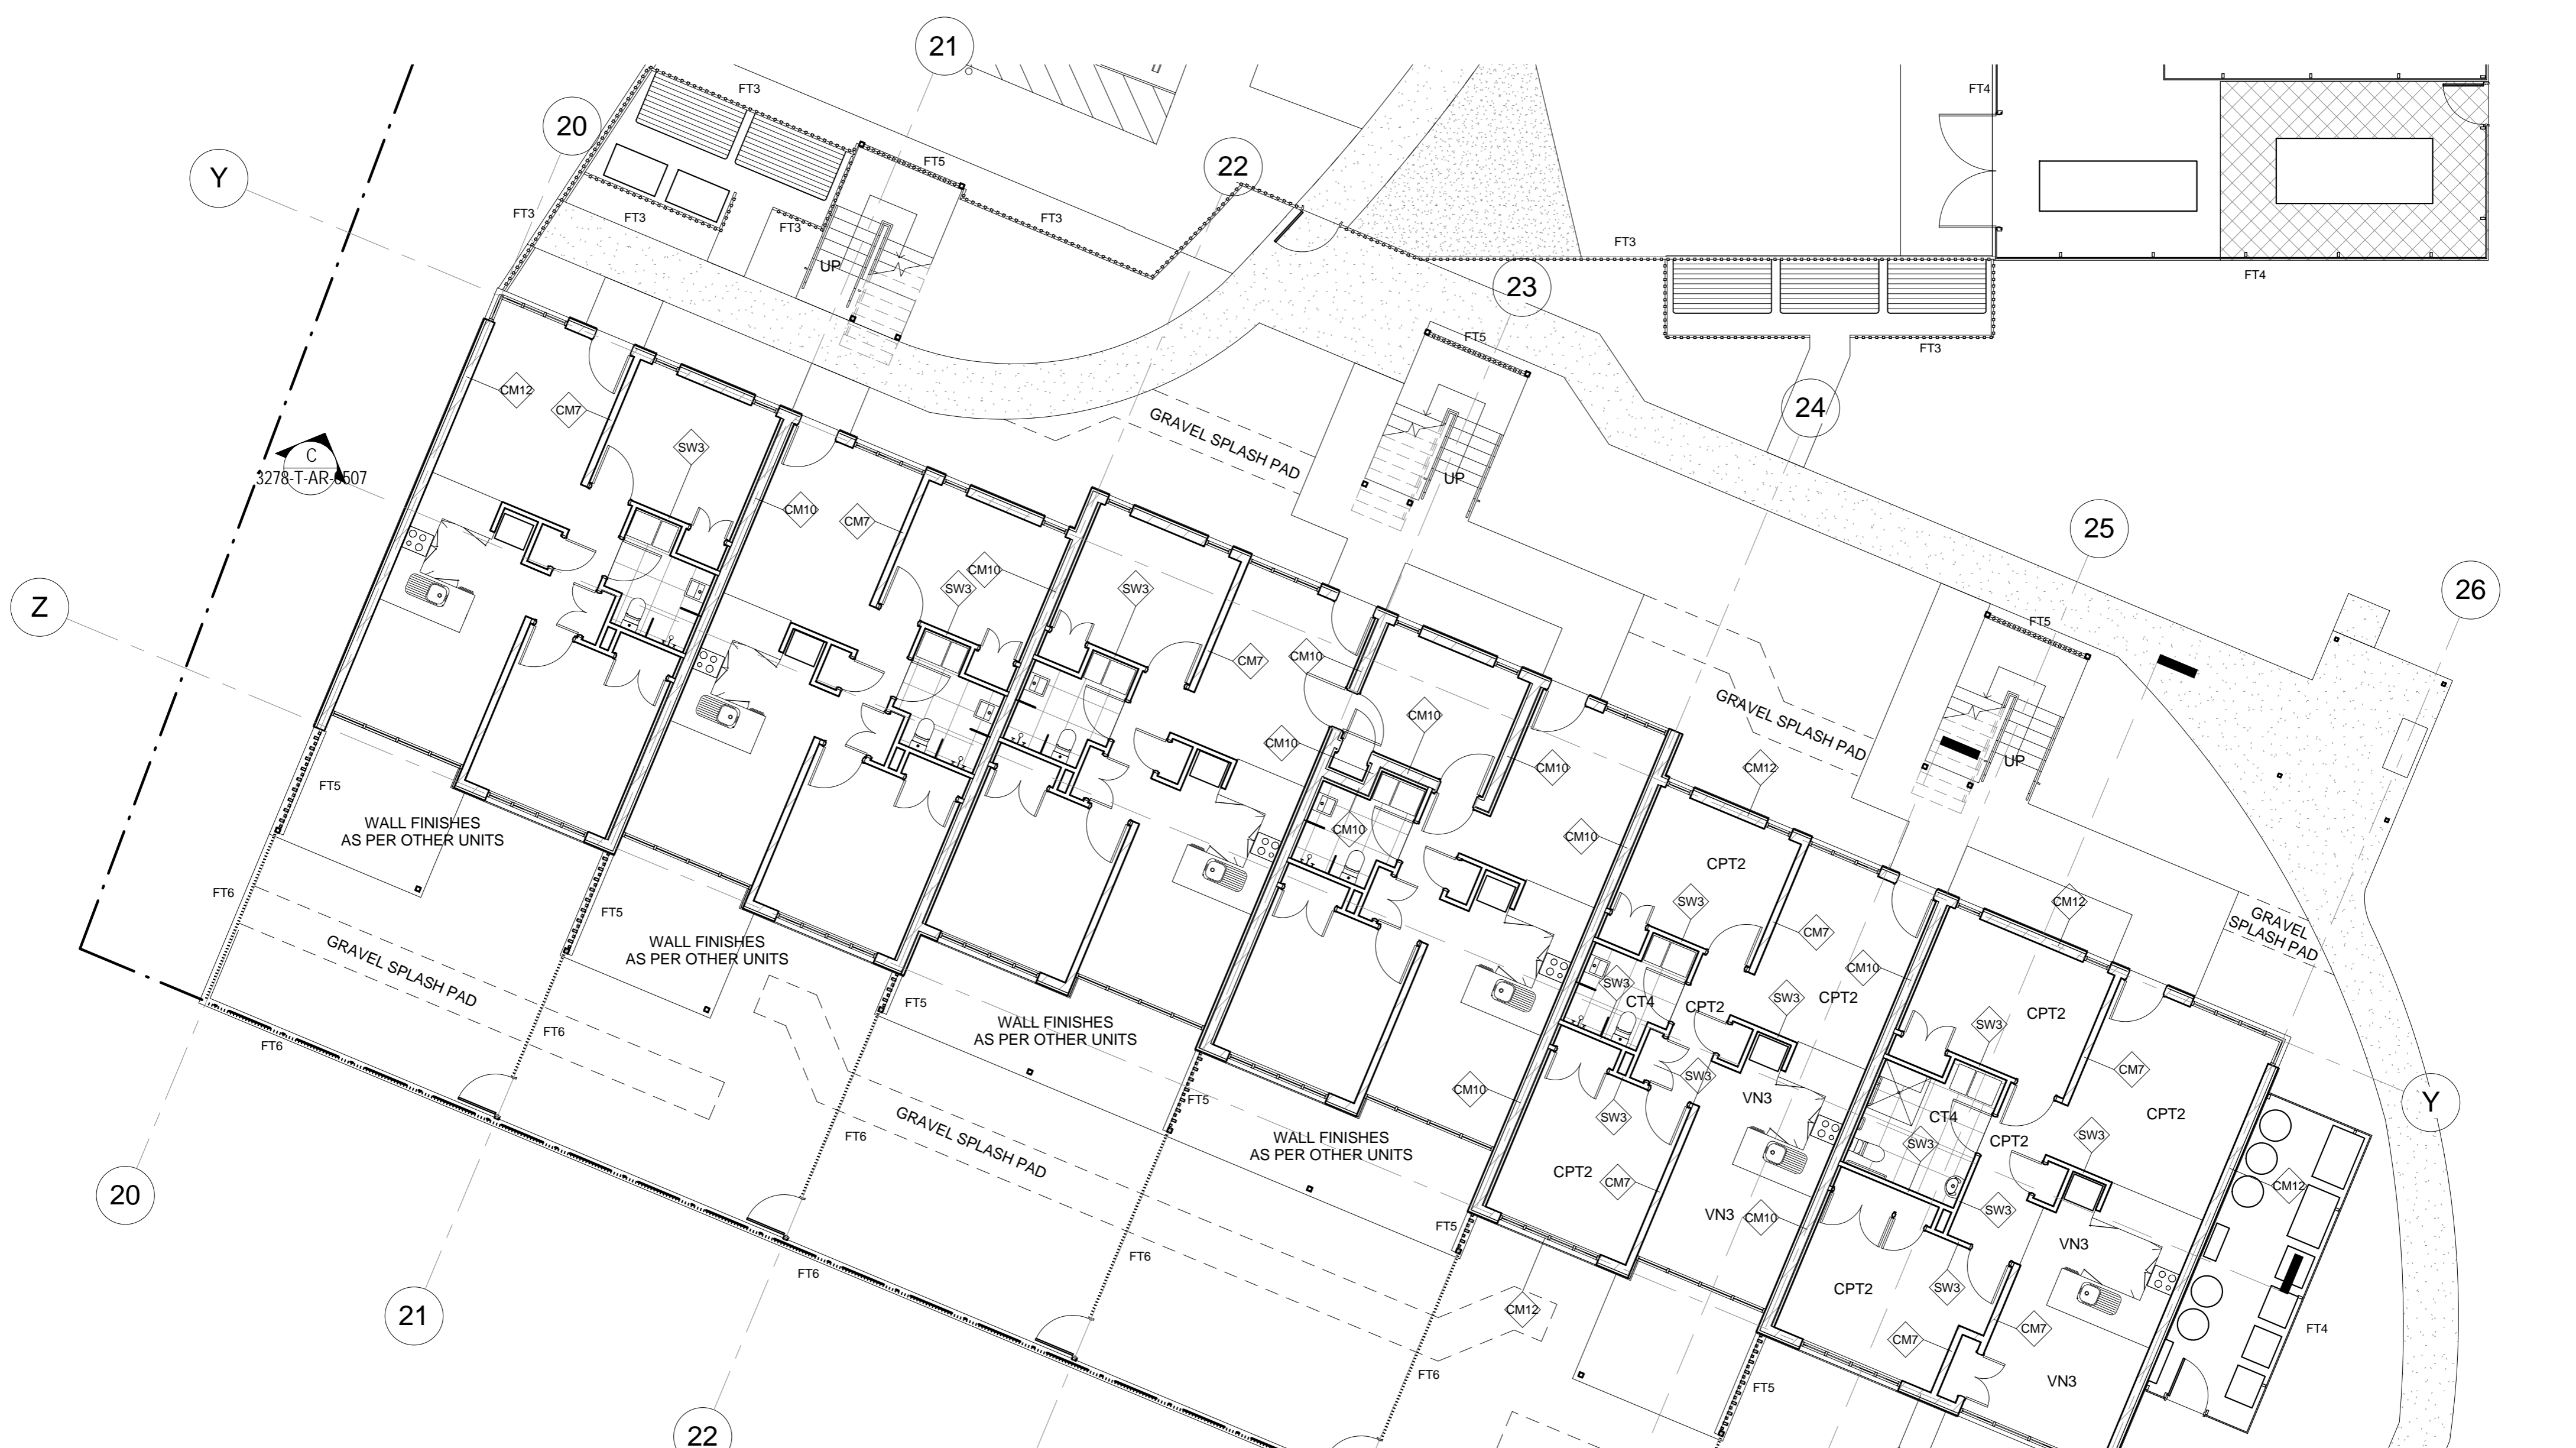 21
FT3
FT4
20
FT5
22
Y
FT3
FT3
FT3
FT3
FT3
UP
FT4
23
FT5
FT3
CM12
CM7
24
GRAVEL SPLASH PAD
SW3
C
3278-T-AR-0507
UP
CM10
CM7
25
CM10
SW3
SW3
26
Z
FT5
CM7
CM10
GRAVEL SPLASH PAD
CM10
CM10
UP
CM10
CM12
FT5
WALL FINISHES
AS PER OTHER UNITS
CM10
CM10
CPT2
FT6
SW3
CM12
FT5
CM7
GRAVEL
SPLASH PAD
WALL FINISHES
AS PER OTHER UNITS
GRAVEL SPLASH PAD
CM10
SW3
SW3
CPT2
CT4
CPT2
FT5
CPT2
SW3
WALL FINISHES
AS PER OTHER UNITS
FT6
FT6
SW3
CM7
CM10
FT5
VN3
Y
CPT2
SW3
CT4
FT6
GRAVEL SPLASH PAD
WALL FINISHES
AS PER OTHER UNITS
SW3
CPT2
SW3
CPT2
CM7
CM12
20
SW3
VN3
CM10
FT5
VN3
FT6
FT6
CPT2
SW3
21
CM12
FT4
CM7
CM7
FT6
FT5
VN3
22